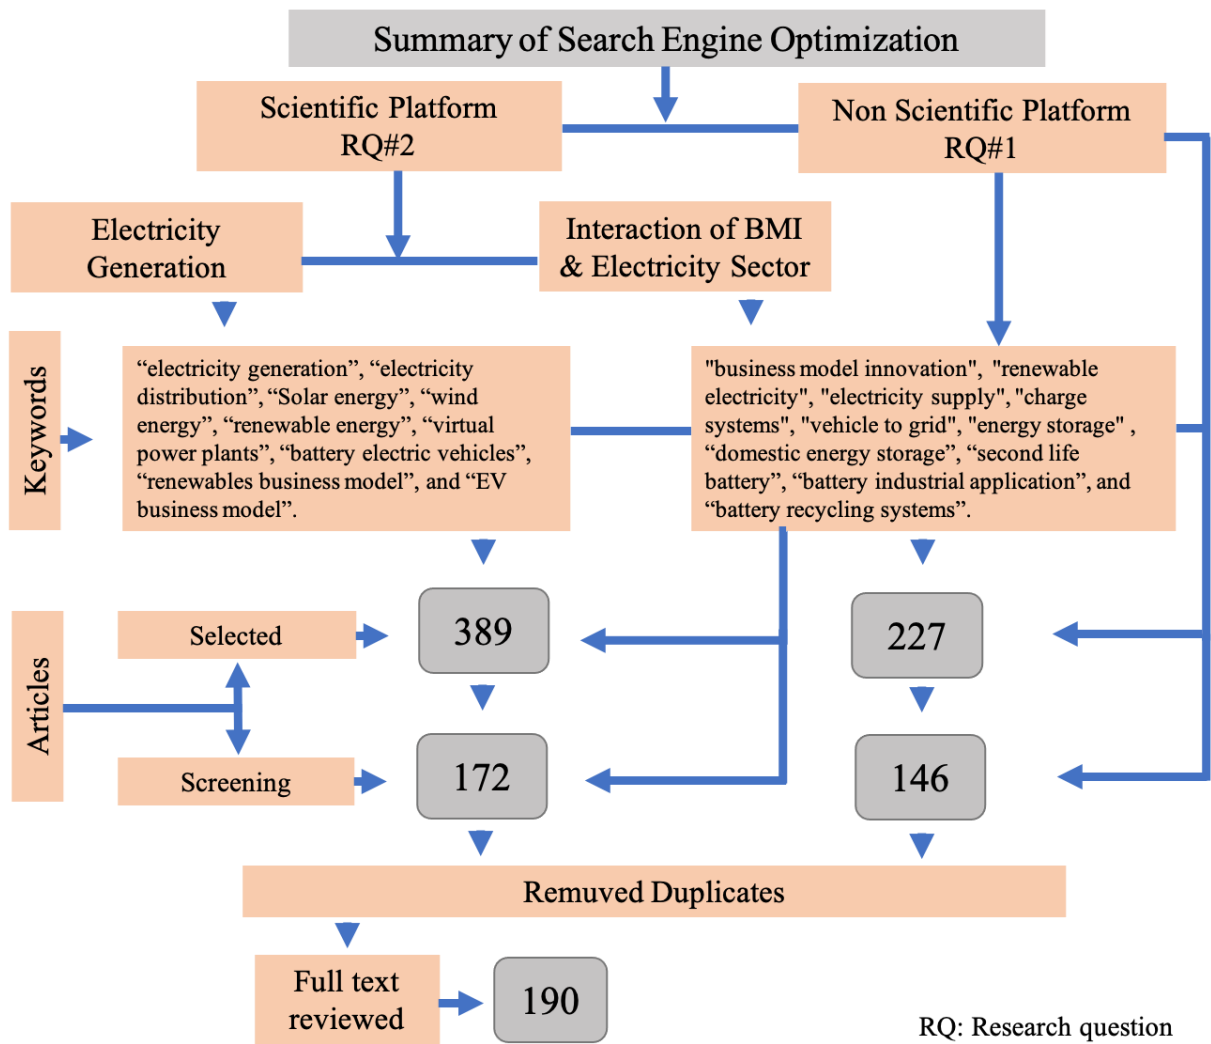 Summary of Search Engine Optimization
Scientific Platform
RQ#2
Non Scientific Platform
RQ#1
Electricity
Generation
Interaction of BMI
& Electricity Sector
Keywords
“electricity generation”, “electricity
distribution”, “Solar energy”, “wind
energy”, “renewable energy”, “virtual
power plants”, “battery electric vehicles”,
“renewables business model”, and “EV
business model”.
"business model innovation", "renewable
electricity", "electricity supply", "charge
systems", "vehicle to grid", "energy storage" ,
“domestic energy storage”, “second life
battery”, “battery industrial application”, and
“battery recycling systems”.
Articles
Selected
389
227
Screening
172
146
Remuved Duplicates
Full text
reviewed
190
RQ: Research question